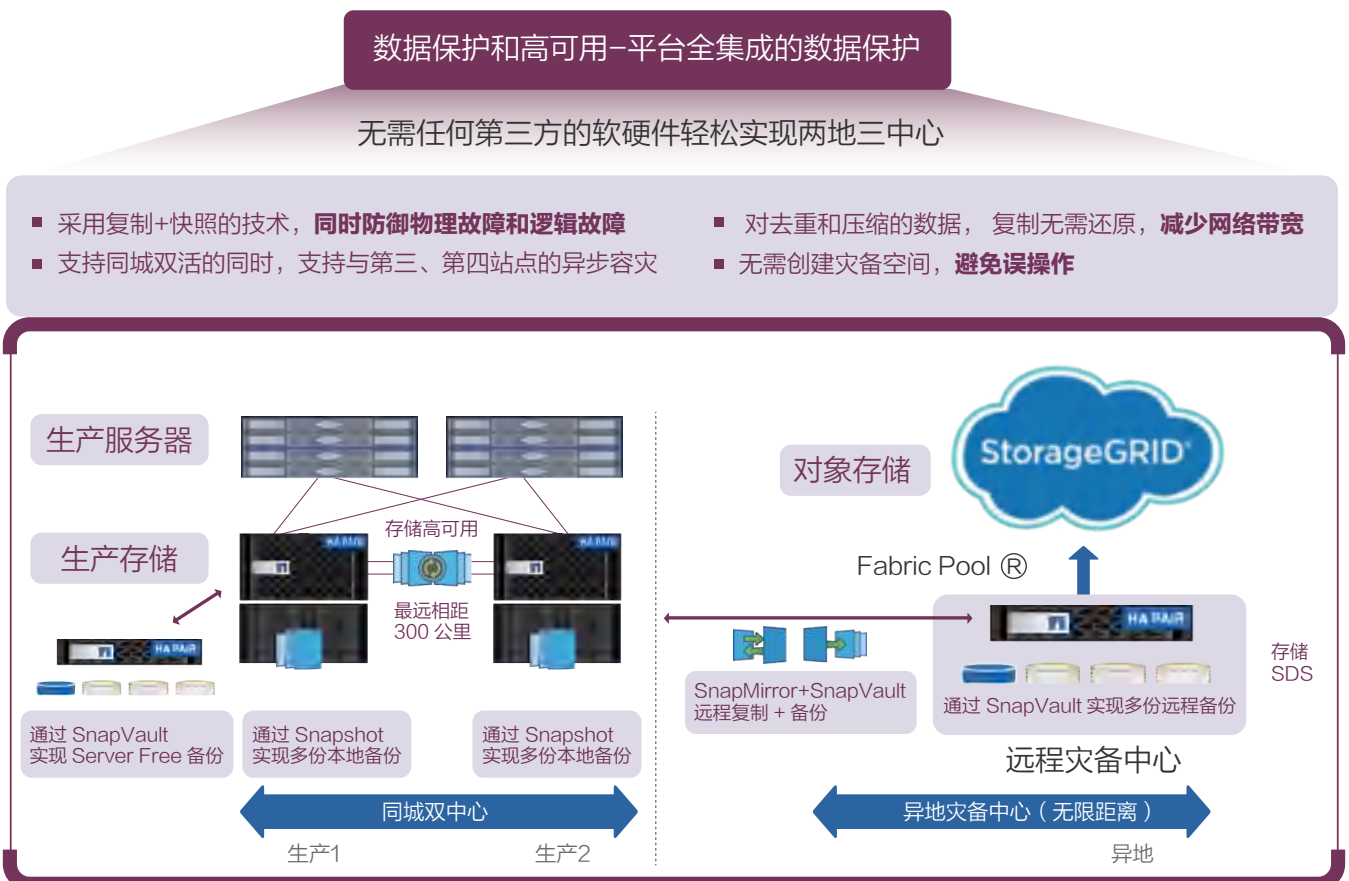 数据保护和高可用-平台全集成的数据保护
无需任何第三方的软硬件轻松实现两地三中心
采用复制+快照的技术，同时防御物理故障和逻辑故障
支持同城双活的同时，支持与第三、第四站点的异步容灾
对去重和压缩的数据， 复制无需还原，减少网络带宽
无需创建灾备空间，避免误操作
生产服务器
生产存储
存储高可用
最远相距
300 公里
HA PAIR
HA PAIR
HA PAIR
通过 SnapVault
实现 Server Free 备份
通过 Snapshot
实现多份本地备份
通过 Snapshot
实现多份本地备份
同城双中心
生产1
生产2
对象存储
StorageGRID
Fabric Pool ®
HA PAIR
SnapMirror+SnapVault
远程复制 + 备份
通过 SnapVault 实现多份远程备份
存储
SDS
远程灾备中心
异地灾备中心（无限距离）
异地